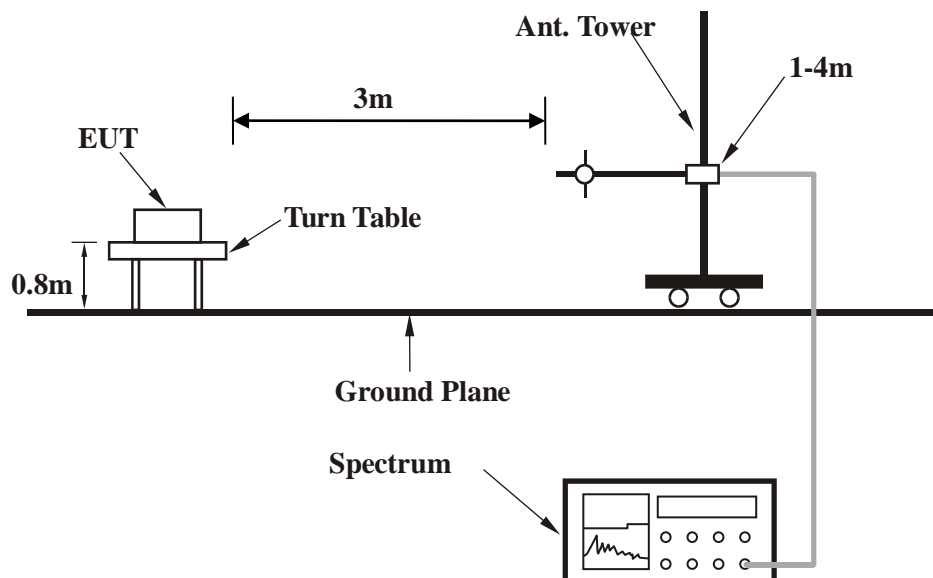 Ant. Tower
1-4m
3m
EUT
Turn Table
0.8m
Ground Plane
Spectrum